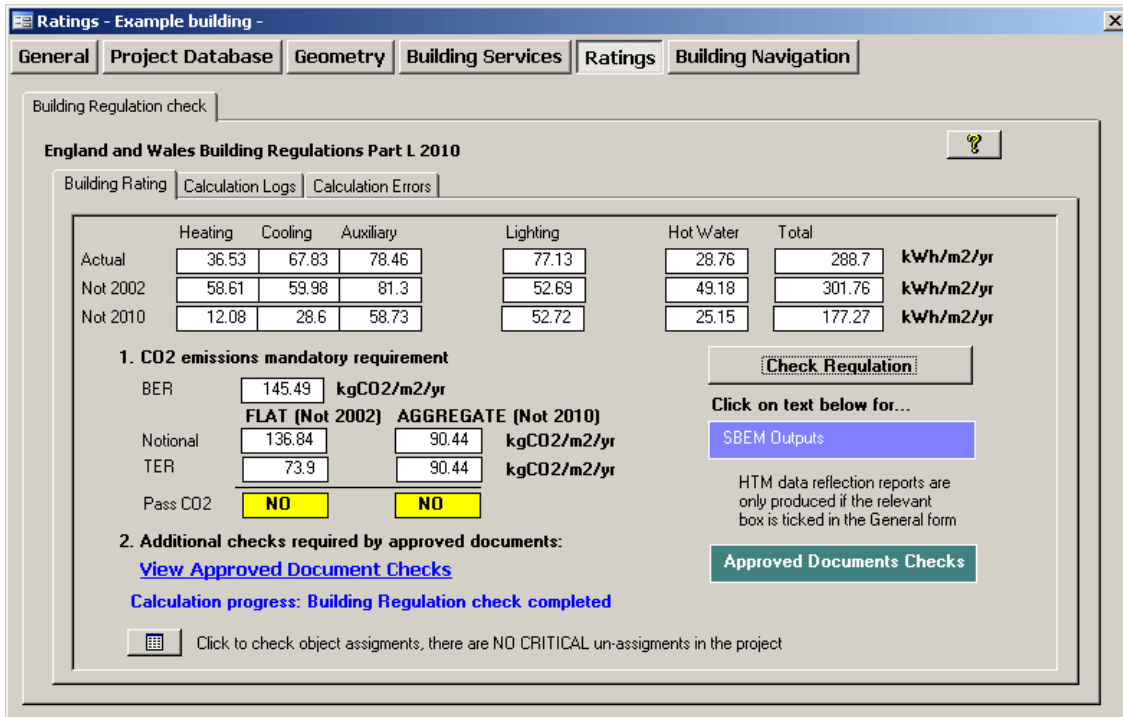 Ratings - Example building -
General Project Database Geometry Building Services Ratings Building Navigation
Building Regulation check
England and Wales Building Regulations Part L 2010
?
Building Rating Calculation Logs Calculation Errors
Heating Cooling Auxiliary Lighting Hot Water Total
Actual 36.53 67.83 78.46 77.13 28.76 288.7 kWh/m2/yr
Not 2002 58.61 59.98 81.3 52.69 49.18 301.76 kWh/m2/yr
Not 2010 12.08 28.6 58.73 52.72 25.15 177.27 kWh/m2/yr
1. CO2 emissions mandatory requirement
BER 145.49 kgCO2/m2/yr
FLAT (Not 2002) AGGREGATE (Not 2010)
Notional 136.84 90.44 kgCO2/m2/yr
TER 73.9 90.44 kgCO2/m2/yr
Pass CO2 NO NO
2. Additional checks required by approved documents:
View Approved Document Checks
Calculation progress: Building Regulation check completed
Click to check object assigments, there are NO CRITICAL un-assigments in the project
Check Regulation
Click on text below for...
SBEM Outputs
HTM data reflection reports are
only produced if the relevant
box is ticked in the General form
Approved Documents Checks